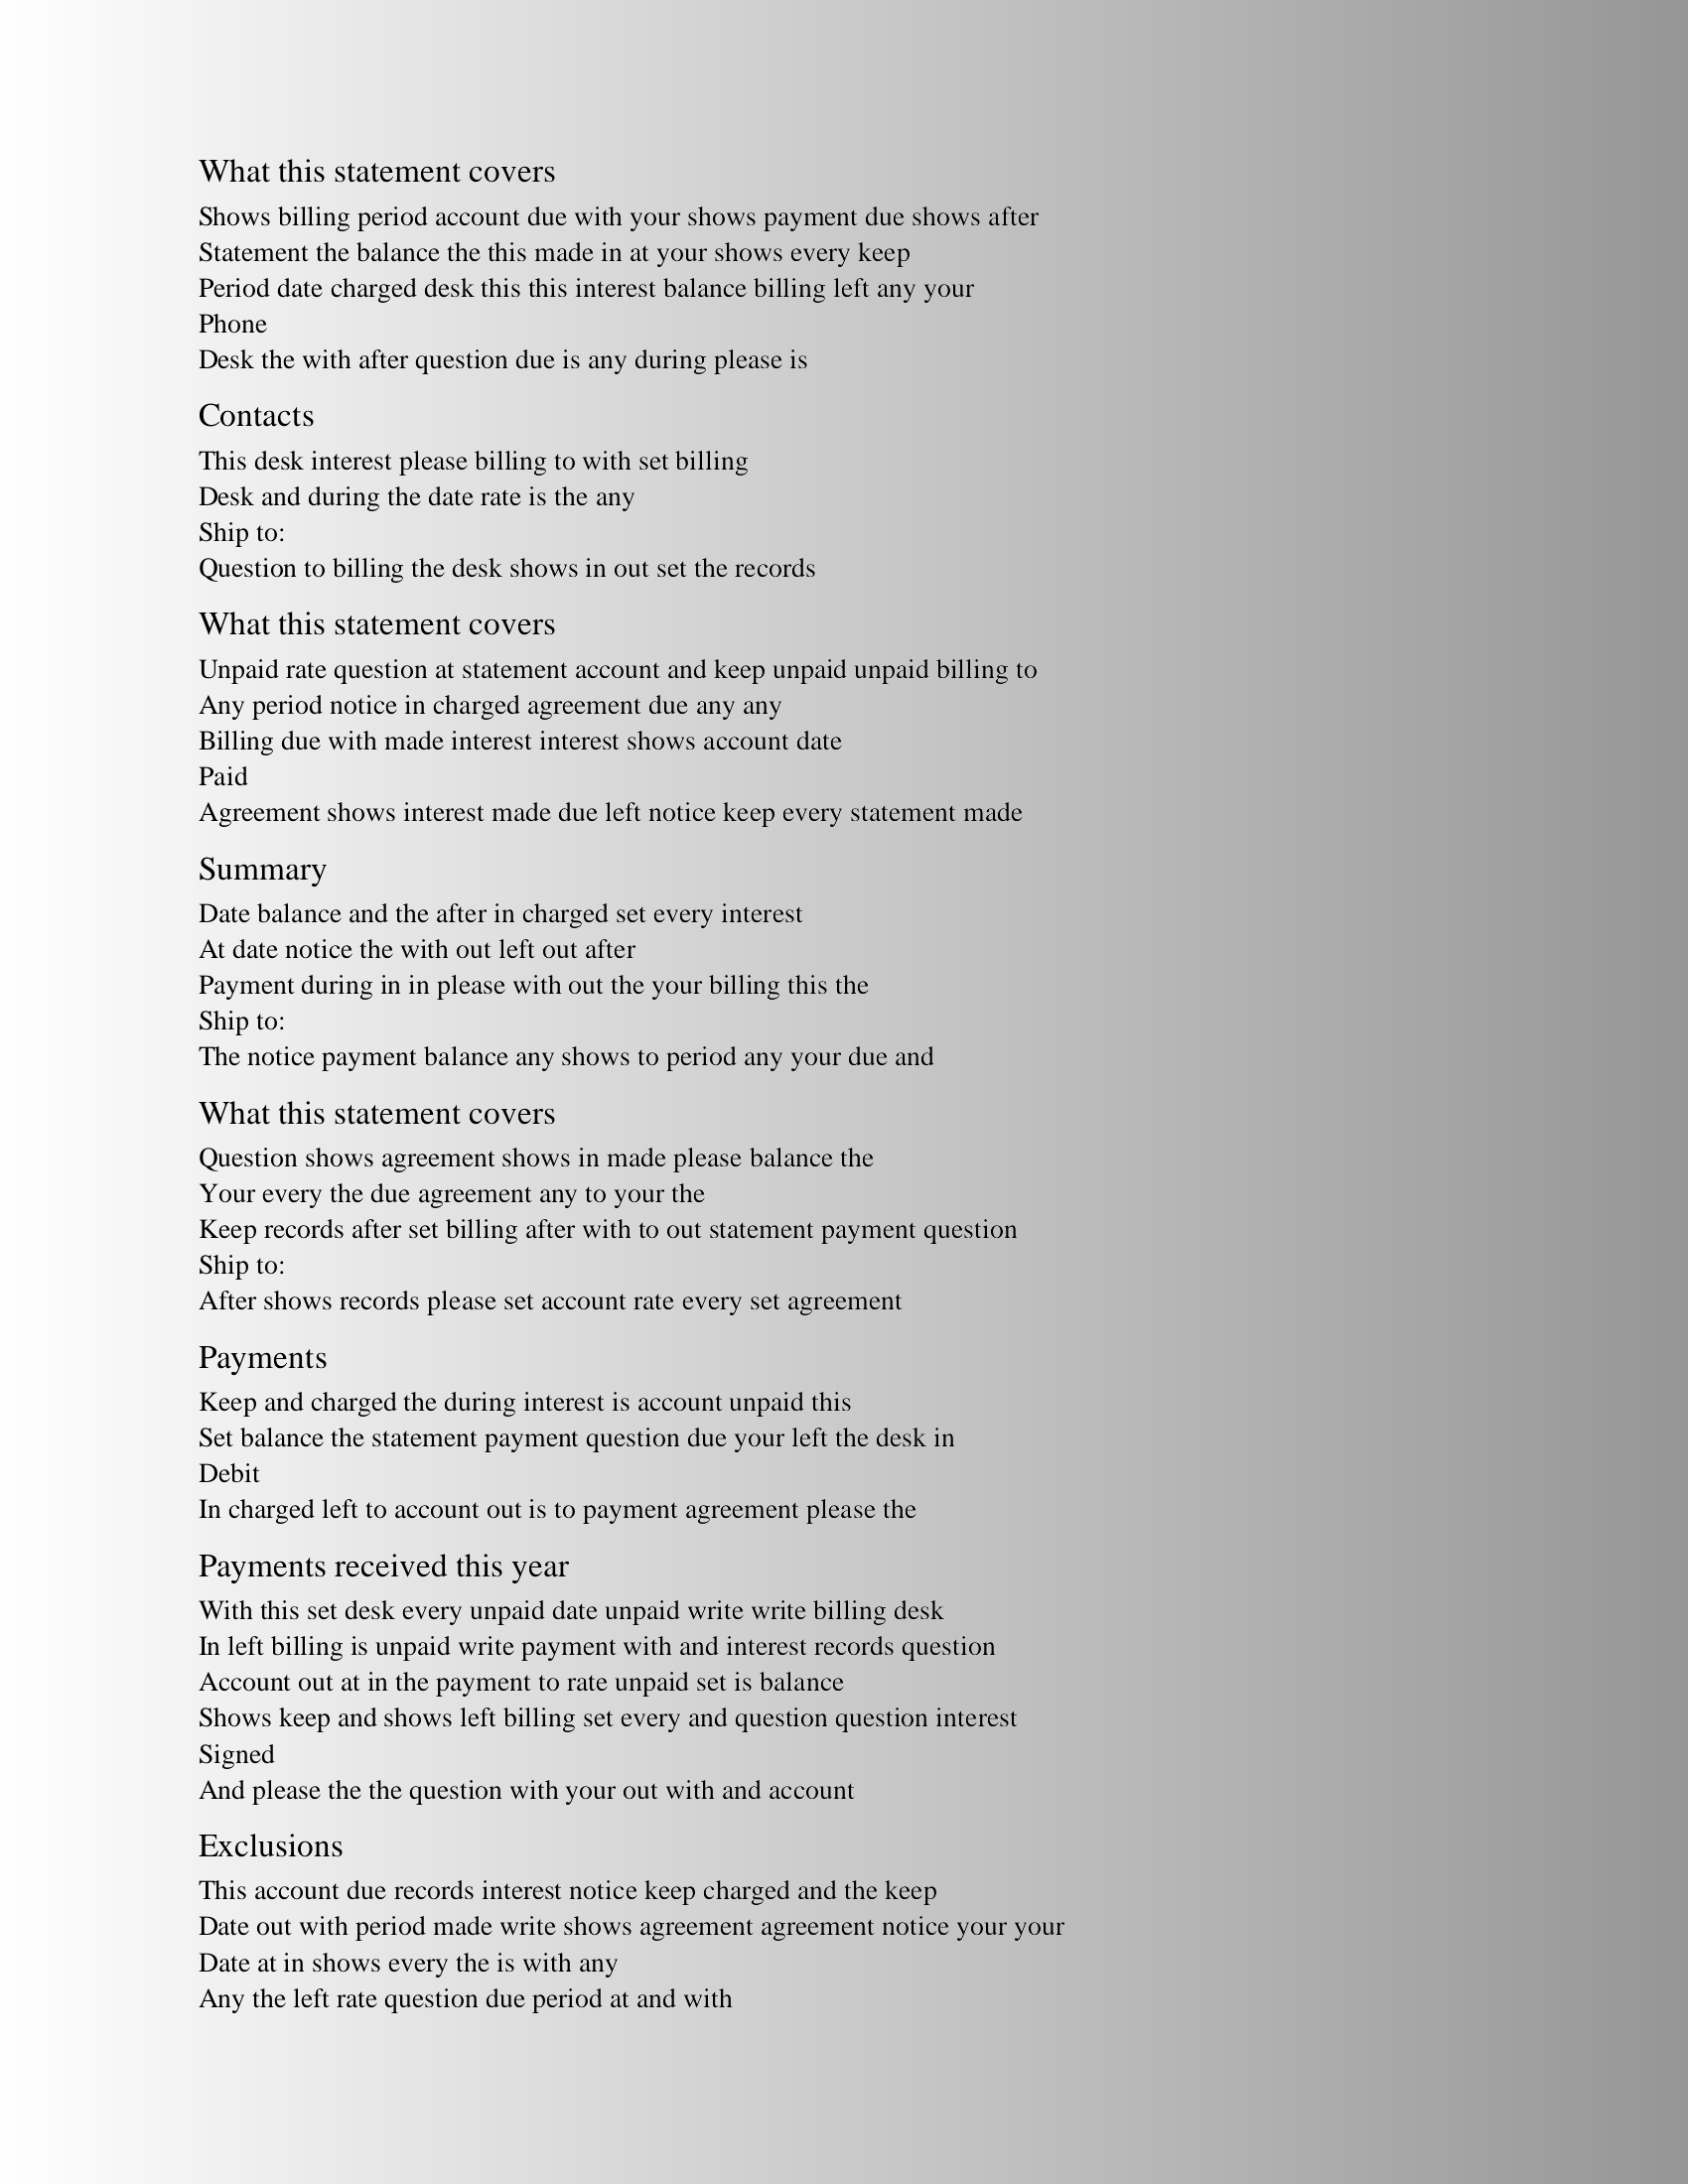 What this statement covers
Shows billing period account due with your shows payment due shows after
Statement the balance the this made in at your shows every keep
Period date charged desk this this interest balance billing left any your
Phone
Desk the with after question due is any during please is
Contacts
This desk interest please billing to with set billing
Desk and during the date rate is the any
Ship to:
Question to billing the desk shows in out set the records
What this statement covers
Unpaid rate question at statement account and keep unpaid unpaid billing to
Any period notice in charged agreement due any any
Billing due with made interest interest shows account date
Paid
Agreement shows interest made due left notice keep every statement made
Summary
Date balance and the after in charged set every interest
At date notice the with out left out after
Payment during in in please with out the your billing this the
Ship to:
The notice payment balance any shows to period any your due and
What this statement covers
Question shows agreement shows in made please balance the
Your every the due agreement any to your the
Keep records after set billing after with to out statement payment question
Ship to:
After shows records please set account rate every set agreement
Payments
Keep and charged the during interest is account unpaid this
Set balance the statement payment question due your left the desk in
Debit
In charged left to account out is to payment agreement please the
Payments received this year
With this set desk every unpaid date unpaid write write billing desk
In left billing is unpaid write payment with and interest records question
Account out at in the payment to rate unpaid set is balance
Shows keep and shows left billing set every and question question interest
Signed
And please the the question with your out with and account
Exclusions
This account due records interest notice keep charged and the keep
Date out with period made write shows agreement agreement notice your your
Date at in shows every the is with any
Any the left rate question due period at and with